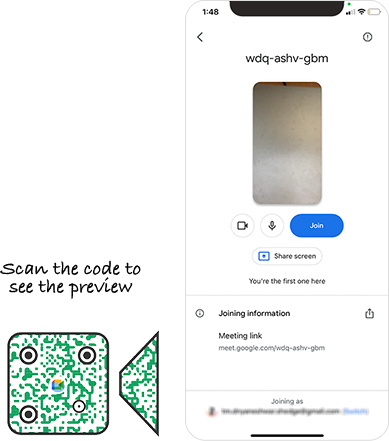 1:48
wdq-ashv-gbm
Join
Share screen
You're the first one here
Joining information
Meeting link
meet.google.com/wdq-ashv-gbm
Joining as
(Switch)
Scan the code to
see the preview